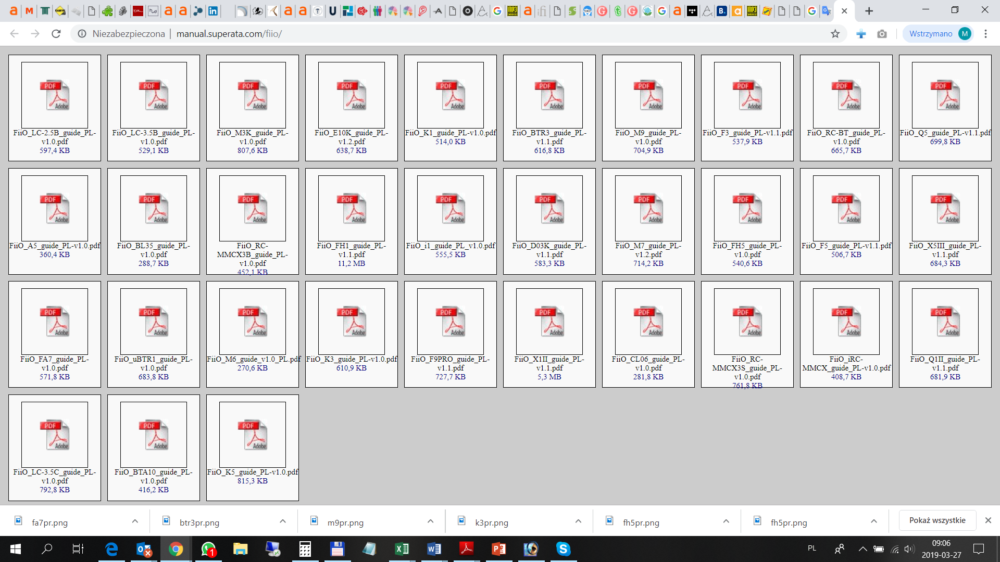 Niezabezpieczona | manual.superata.com/fiio/
Wstrzymano M
FiiO_LC-2.5B_guide_PL-
v1.0.pdf
597,4 KB
FiiO_LC-3.5B_guide_PL-
v1.0.pdf
529,1 KB
FiiO_M3K_guide_PL-
v1.0.pdf
807,6 KB
FiiO_E10K_guide_PL-
v1.2.pdf
638,7 KB
FiiO_K1_guide_PL-v1.0.pdf
514,0 KB
FiiO_BTR3_guide_PL-
v1.1.pdf
616,8 KB
FiiO_M9_guide_PL-
v1.0.pdf
704,9 KB
FiiO_F3_guide_PL-v1.1.pdf
537,9 KB
FiiO_RC-BT_guide_PL-
v1.0.pdf
665,7 KB
FiiO_Q5_guide_PL-v1.1.pdf
699,8 KB
FiiO_A5_guide_PL-v1.0.pdf
360,4 KB
FiiO_BL35_guide_PL-
v1.0.pdf
288,7 KB
FiiO_RC-
MMCX3B_guide_PL-
v1.0.pdf
452,1 KB
FiiO_FH1_guide_PL-
v1.1.pdf
11,2 MB
FiiO_i1_guide_PL_v1.0.pdf
555,5 KB
FiiO_D03K_guide_PL-
v1.1.pdf
583,3 KB
FiiO_M7_guide_PL-
v1.2.pdf
714,2 KB
FiiO_FH5_guide_PL-
v1.0.pdf
540,6 KB
FiiO_F5_guide_PL-v1.1.pdf
506,7 KB
FiiO_X5III_guide_PL-
v1.1.pdf
684,3 KB
FiiO_FA7_guide_PL-
v1.0.pdf
571,8 KB
FiiO_uBTR1_guide_PL-
v1.0.pdf
683,8 KB
FiiO_M6_guide_v1.0_PL.pdf
270,6 KB
FiiO_K3_guide_PL-v1.0.pdf
610,9 KB
FiiO_F9PRO_guide_PL-
v1.1.pdf
727,7 KB
FiiO_X1II_guide_PL-
v1.1.pdf
5,3 MB
FiiO_CL06_guide_PL-
v1.0.pdf
281,8 KB
FiiO_RC-
MMCX3S_guide_PL-
v1.0.pdf
761,8 KB
FiiO_iRC-
MMCX_guide_PL-v1.0.pdf
408,7 KB
FiiO_Q1II_guide_PL-
v1.1.pdf
681,9 KB
FiiO_LC-3.5C_guide_PL-
v1.0.pdf
792,8 KB
FiiO_BTA10_guide_PL-
v1.0.pdf
416,2 KB
FiiO_K5_guide_PL-v1.0.pdf
815,3 KB
fa7pr.png
btr3pr.png
m9pr.png
k3pr.png
fh5pr.png
fh5pr.png
Pokaż wszystkie
PL
09:06
2019-03-27